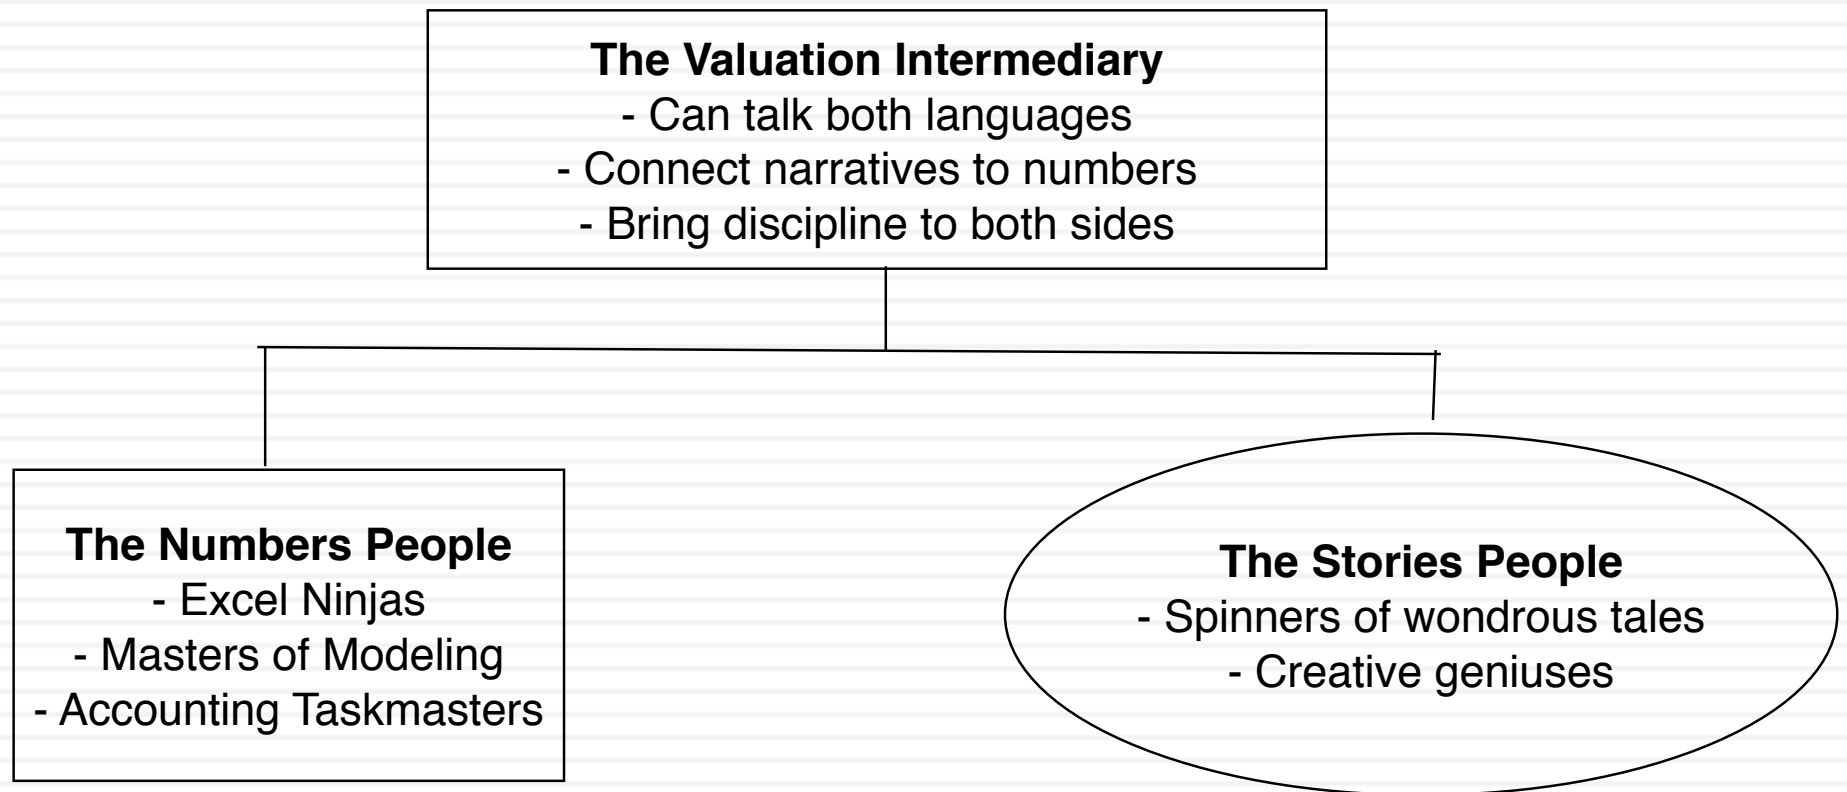 The Valuation Intermediary
- Can talk both languages
- Connect narratives to numbers
- Bring discipline to both sides
The Numbers People
- Excel Ninjas
- Masters of Modeling
- Accounting Taskmasters
The Stories People
- Spinners of wondrous tales
- Creative geniuses